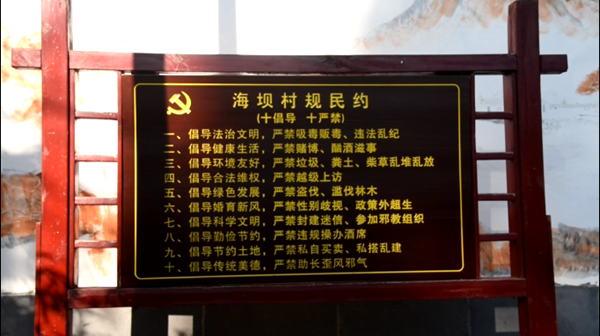 海坝村规民约
(十倡导 十严禁)
一、倡导法治文明，严禁吸毒贩毒、违法乱纪
二、倡导健康生活，严禁赌博、酗酒滋事
三、倡导环境友好，严禁垃圾、粪土、柴草乱堆乱放
四、倡导合法维权，严禁越级上访
五、倡导绿色发展，严禁盗伐、滥伐林木
六、倡导婚育新风，严禁性别歧视、政策外超生
七、倡导科学文明，严禁封建迷信、参加邪教组织
八、倡导勤俭节约，严禁违规操办酒席
九、倡导节约土地，严禁私自买卖、私搭乱建
十、倡导传统美德，严禁助长歪风邪气